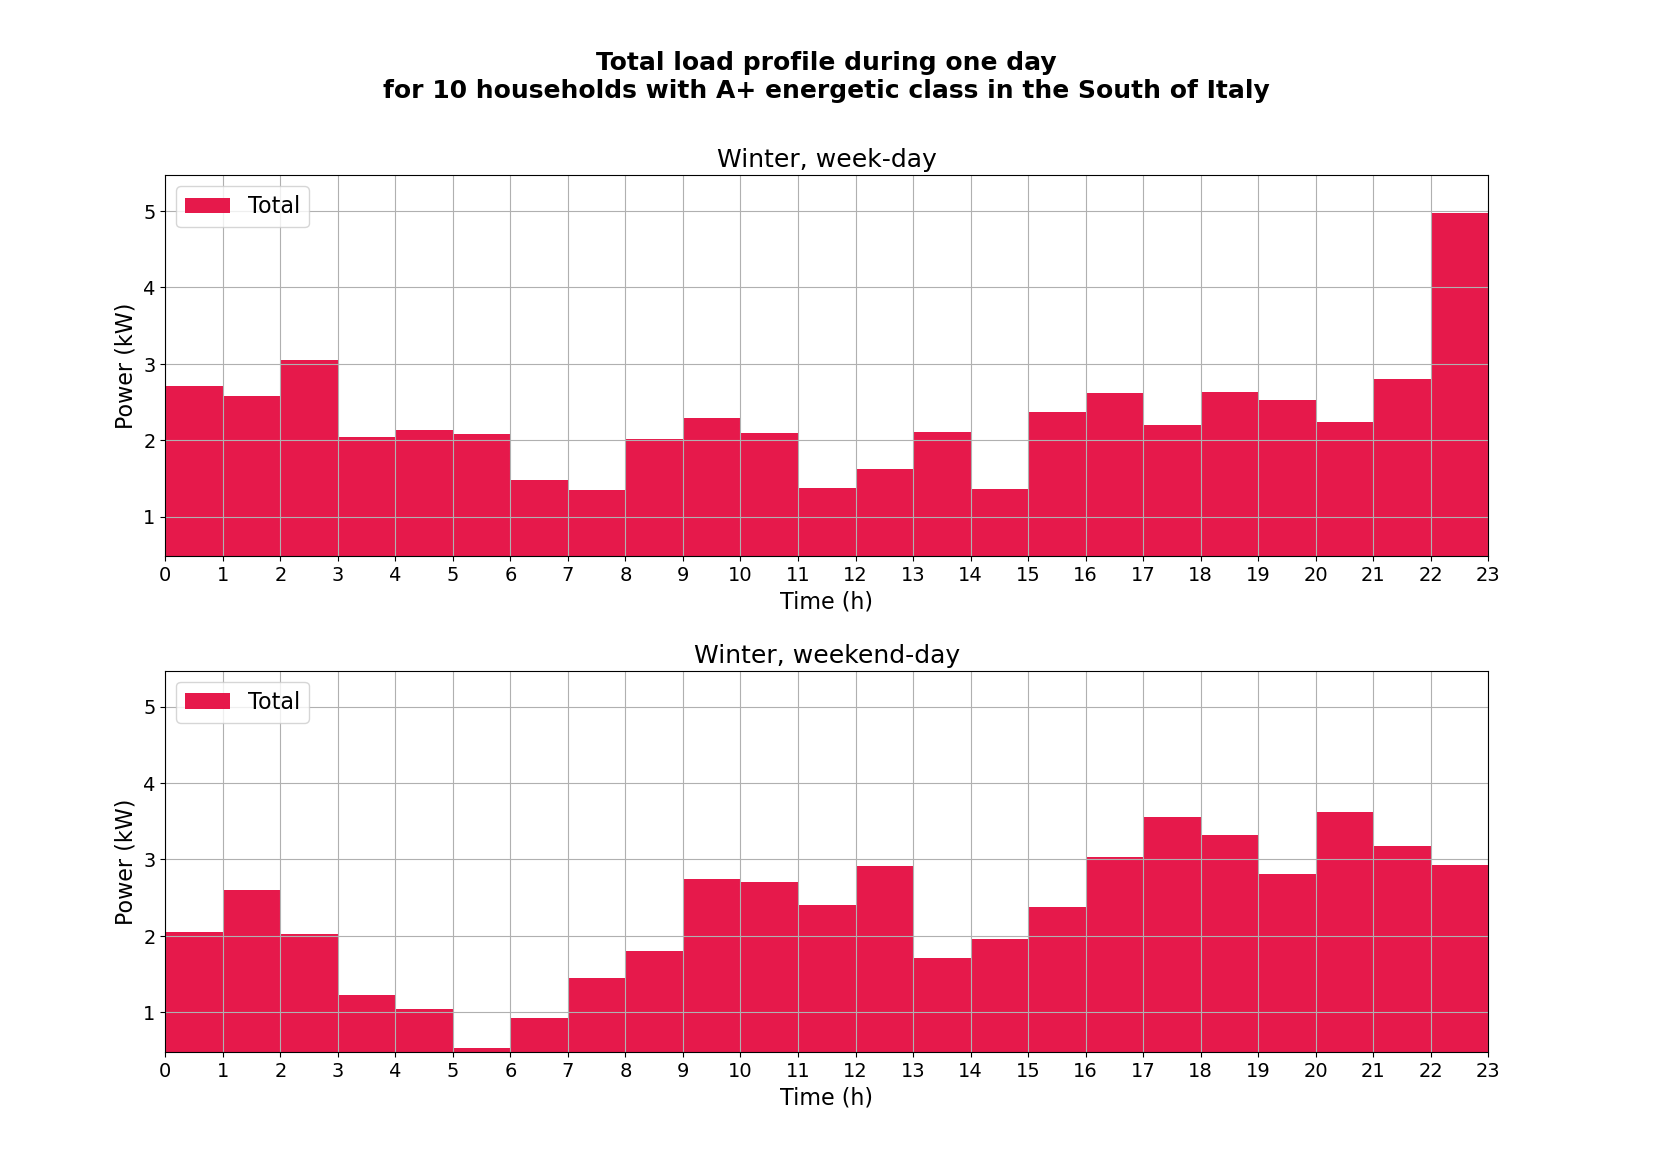 Total load profile during one day
for 10 households with A+ energetic class in the South of Italy
Winter, week-day
Total
5
4
3
2
1
Power (kW)
0 1 2 3 4 5 6 7 8 9 10 11 12 13 14 15 16 17 18 19 20 21 22 23
Time (h)
Winter, weekend-day
Total
5
4
3
2
1
Power (kW)
0 1 2 3 4 5 6 7 8 9 10 11 12 13 14 15 16 17 18 19 20 21 22 23
Time (h)